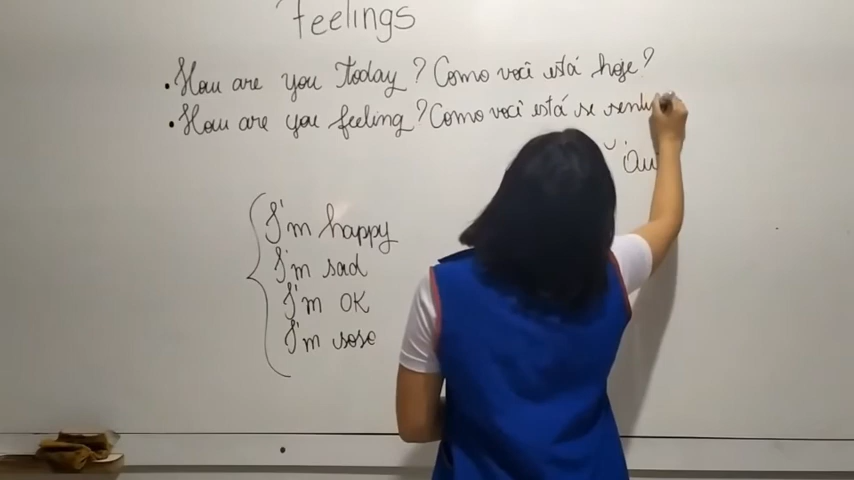 Feelings
• How are you today? Como você está hoje?
• How are you feeling? Como você está se
I'm happy
I'm sad
I'm OK
I'm soso